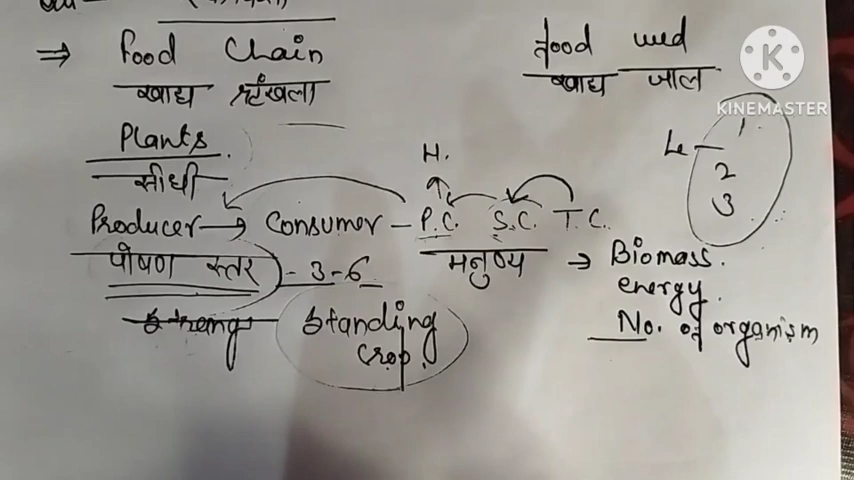 ⇒ Food Chain
खाद्य श्रृंखला
food wed
खाद्य जाल
KINEMASTER
Plants.
सीधी
H.
Le — 1
2
3
Producer → Consumer – P.C. S.C. T.C.
पोषण स्तर - 3-6
मनुष्य → Biomass.
energy.
No. of organism
Standing
Crop.